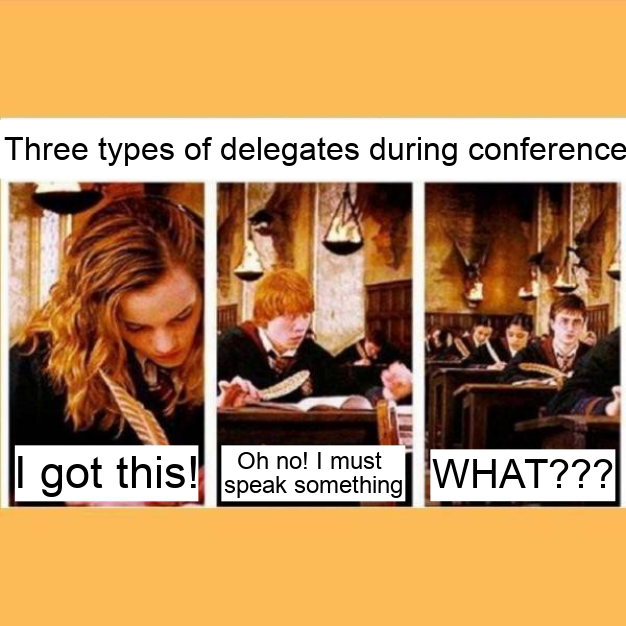 Three types of delegates during conference
I got this!
Oh no! I must
speak something
WHAT???